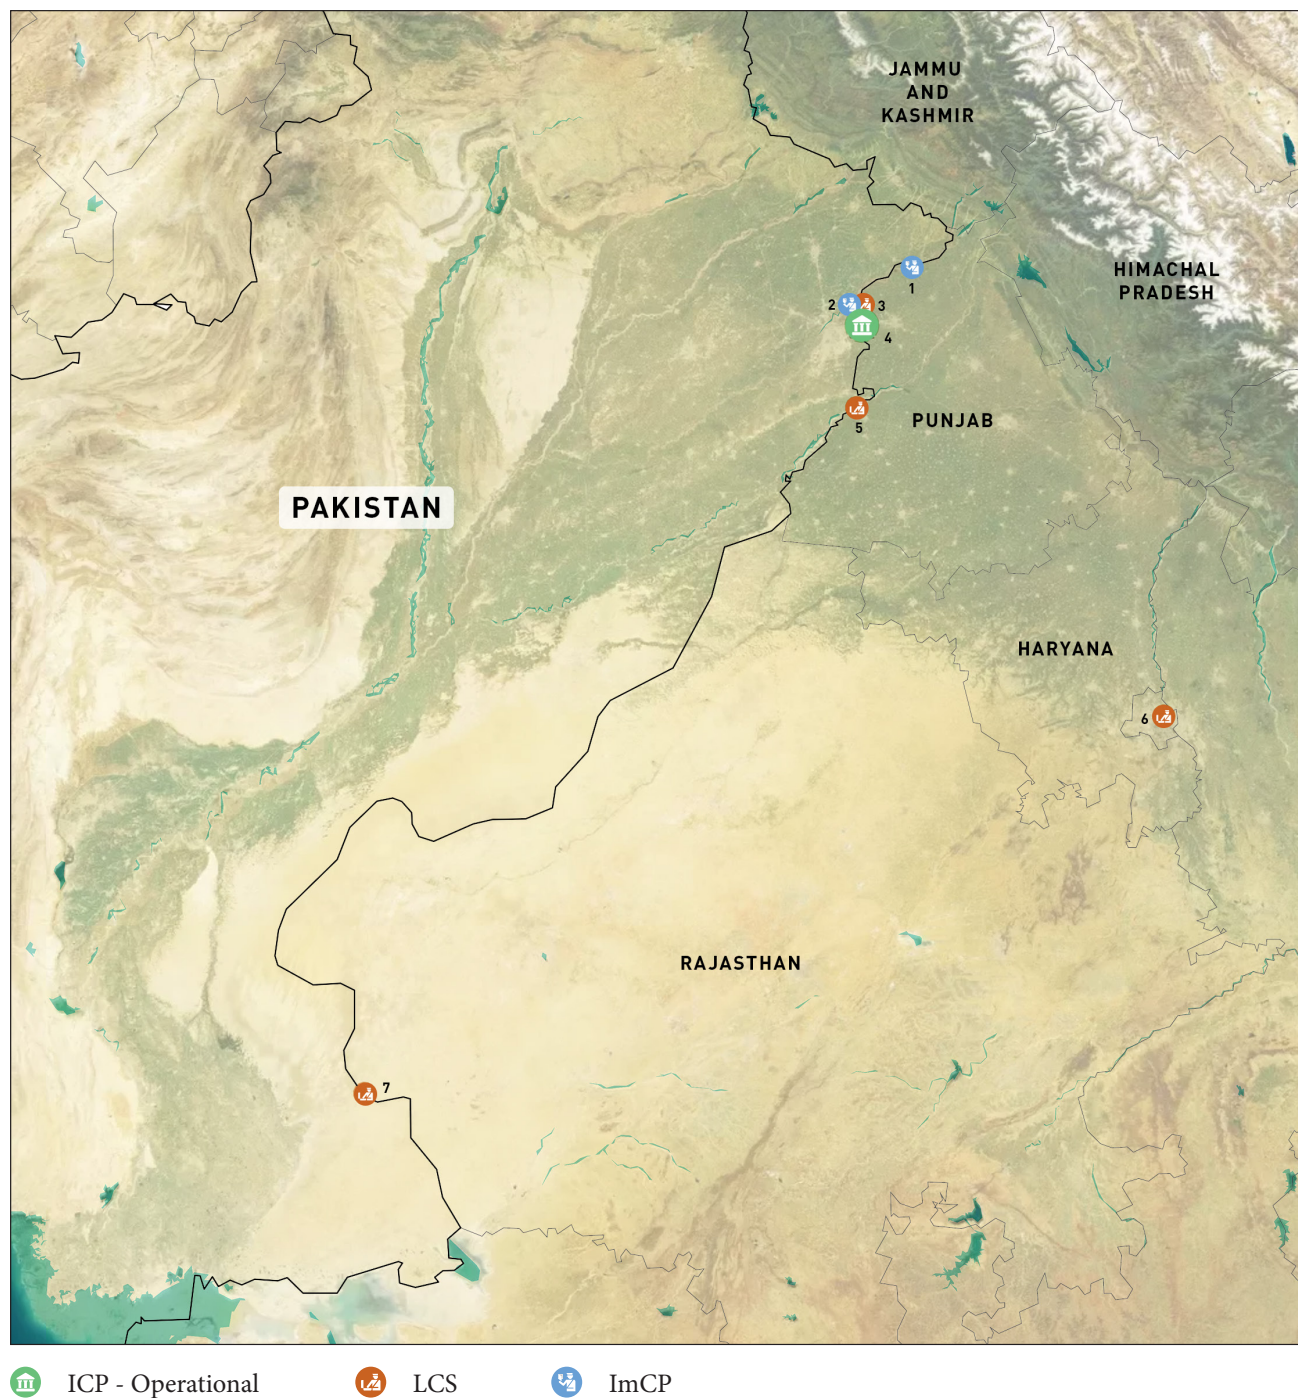 JAMMU
AND
KASHMIR
HIMACHAL
PRADESH
1
2
3
4
PUNJAB
5
PAKISTAN
HARYANA
6
RAJASTHAN
7
ICP - Operational
LCS
ImCP